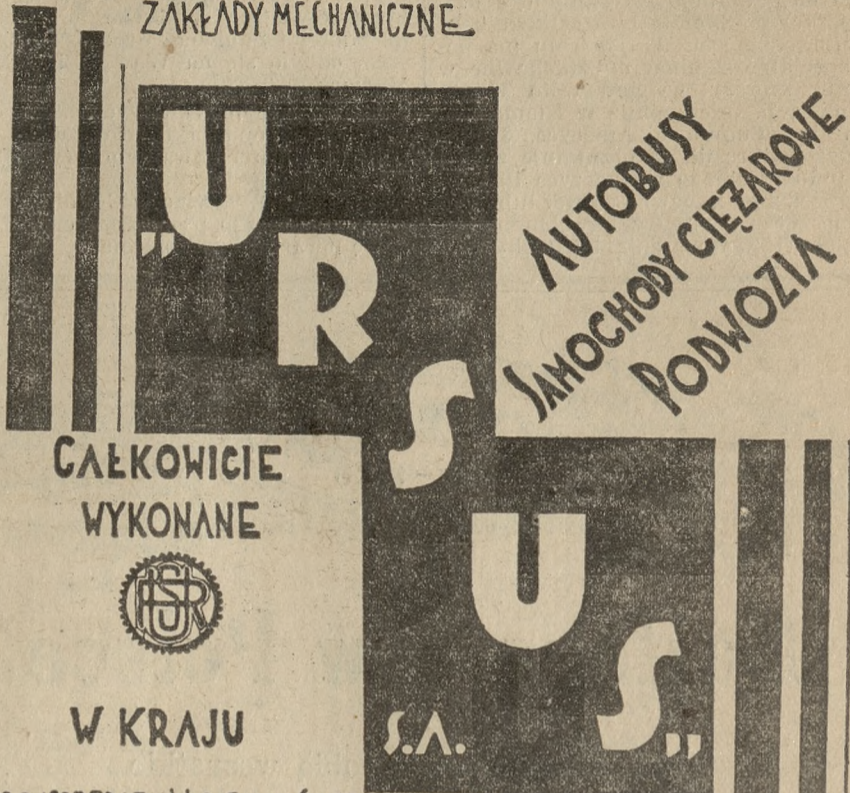 ZAKŁADY MECHANICZNE
„URSUS„
S.A.
AUTOBUSY
SAMOCHODY CIĘŻAROWE
PODWOZIA
CAŁKOWICIE
WYKONANE
W KRAJU